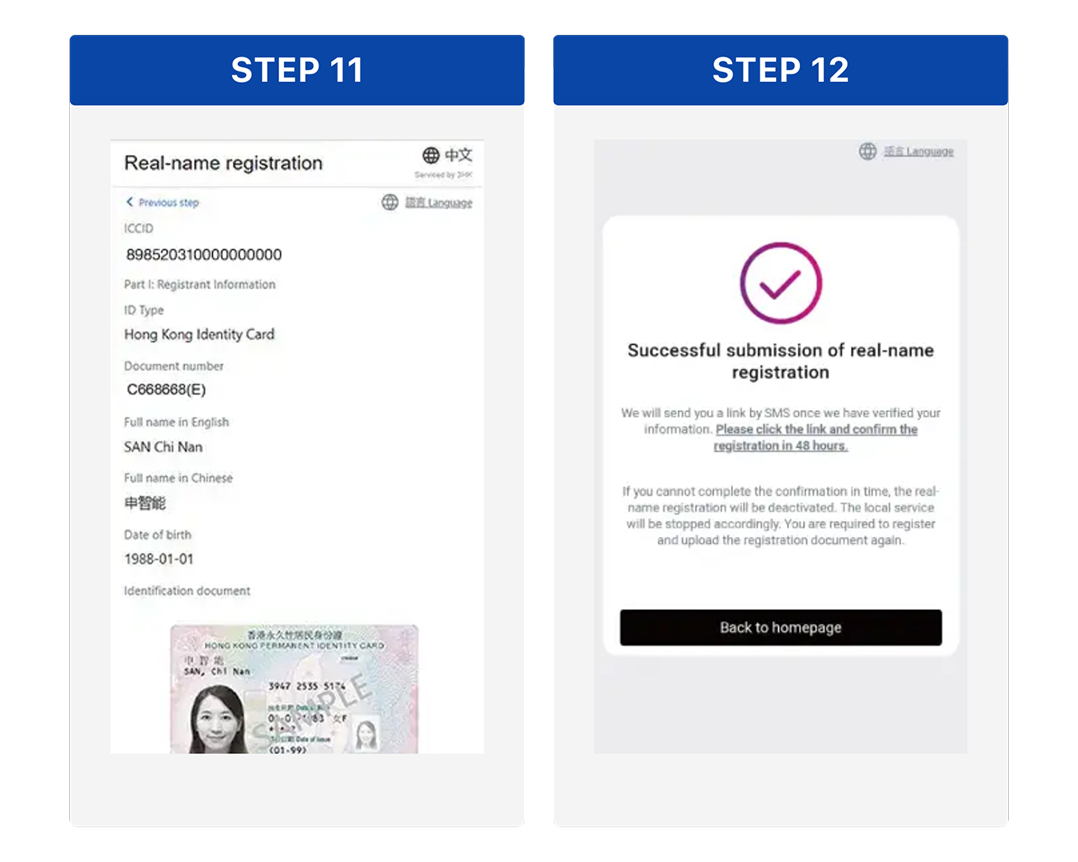 STEP 11
Real-name registration
中文
Serviced by 3HK
Previous step
語言 Language
ICCID
898520310000000000
Part I: Registrant Information
ID Type
Hong Kong Identity Card
Document number
C668668(E)
Full name in English
SAN Chi Nan
Full name in Chinese
申智能
Date of birth
1988-01-01
Identification document
香港永久性居民身份證
HONG KONG PERMANENT IDENTITY CARD
申智能
SAN, Chi Nan
3947 2535 5174
SAMPLE
女F
Date of Issue
(01-99)
STEP 12
語言 Language
Successful submission of real-name
registration
We will send you a link by SMS once we have verified your
information. Please click the link and confirm the
registration in 48 hours.
If you cannot complete the confirmation in time, the real-
name registration will be deactivated. The local service
will be stopped accordingly. You are required to register
and upload the registration document again.
Back to homepage